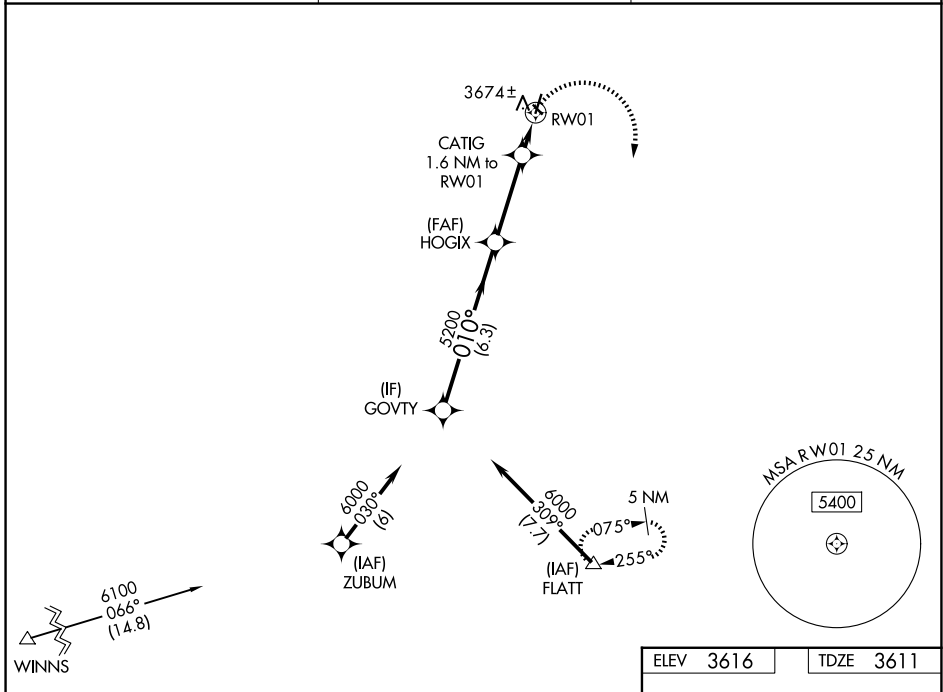 3674±
RW01
CATIG
1.6 NM to
RW01
(FAF)
HOGIX
5200
010°
(6.3)
(IF)
GOVTY
6000
030°
(6)
(IAF)
ZUBUM
6000
309°
(7.7)
5 NM
075°
255°
(IAF)
FLATT
MSA RW01 25 NM
5400
6100
066°
(14.8)
WINNS
ELEV 3616
TDZE 3611